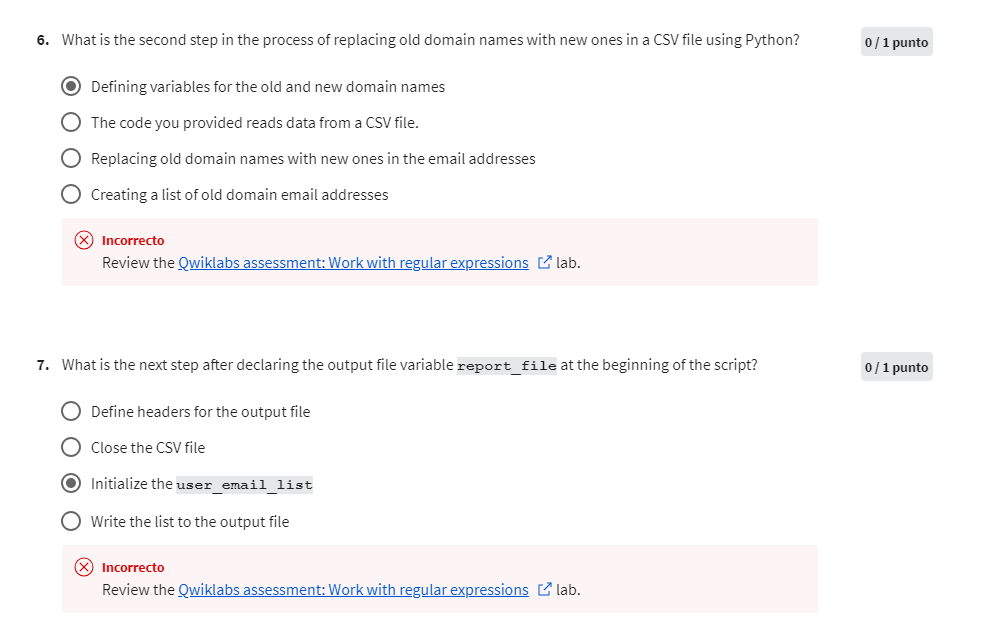 6. What is the second step in the process of replacing old domain names with new ones in a CSV file using Python?
0 / 1 punto
Defining variables for the old and new domain names
The code you provided reads data from a CSV file.
Replacing old domain names with new ones in the email addresses
Creating a list of old domain email addresses
Incorrecto
Review the Qwiklabs assessment: Work with regular expressions lab.
7. What is the next step after declaring the output file variable report_file at the beginning of the script?
0 / 1 punto
Define headers for the output file
Close the CSV file
Initialize the user_email_list
Write the list to the output file
Incorrecto
Review the Qwiklabs assessment: Work with regular expressions lab.